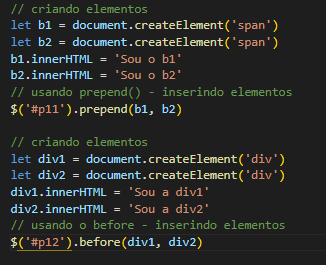 // criando elementos
let b1 = document.createElement('span')
let b2 = document.createElement('span')
b1.innerHTML = 'Sou o b1'
b2.innerHTML = 'Sou o b2'
// usando prepend() - inserindo elementos
$('#p11').prepend(b1, b2)
// criando elementos
let div1 = document.createElement('div')
let div2 = document.createElement('div')
div1.innerHTML = 'Sou a div1'
div2.innerHTML = 'Sou a div2'
// usando o before - inserindo elementos
$('#p12').before(div1, div2)